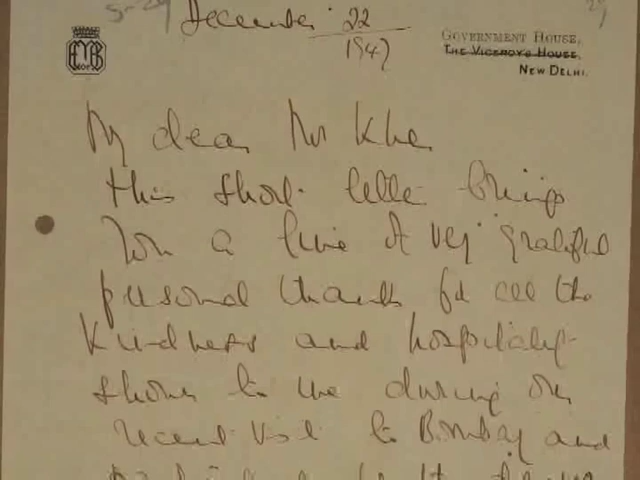 December 22
1947
GOVERNMENT HOUSE,
THE VICEROY'S HOUSE,
NEW DELHI.
My dear Mr Kher
this short letter brings
You a line of very grateful
personal thanks for all the
kindness and hospitality
shown to me during our
recent visit to Bombay and